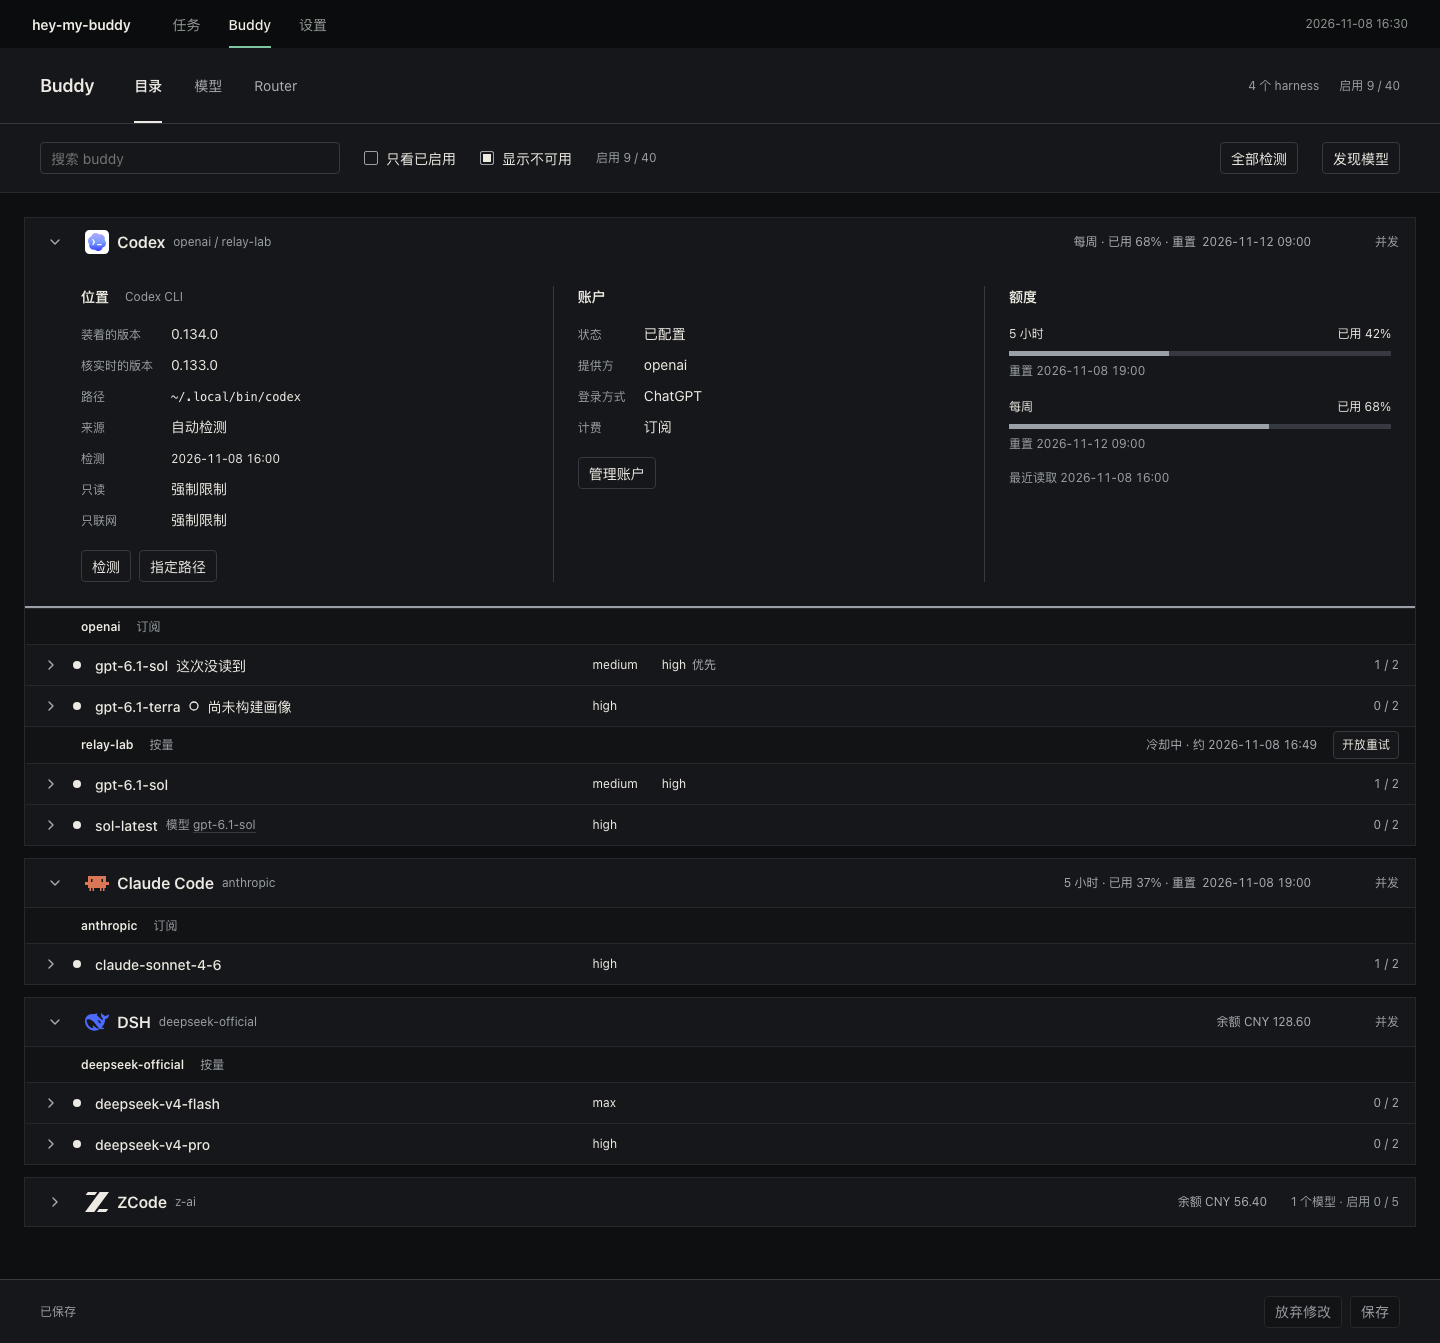 hey-my-buddy 任务 Buddy 设置 2026-11-08 16:30
Buddy 目录 模型 Router 4 个 harness 启用 9 / 40
搜索 buddy 只看已启用 显示不可用 启用 9 / 40 全部检测 发现模型
Codex openai / relay-lab 每周 · 已用 68% · 重置 2026-11-12 09:00 并发
位置 Codex CLI
装着的版本 0.134.0
核实时的版本 0.133.0
路径 ~/.local/bin/codex
来源 自动检测
检测 2026-11-08 16:00
只读 强制限制
只联网 强制限制
检测 指定路径
账户
状态 已配置
提供方 openai
登录方式 ChatGPT
计费 订阅
管理账户
额度
5 小时 已用 42%
重置 2026-11-08 19:00
每周 已用 68%
重置 2026-11-12 09:00
最近读取 2026-11-08 16:00
openai 订阅
gpt-6.1-sol 这次没读到 medium high 优先 1 / 2
gpt-6.1-terra 尚未构建画像 high 0 / 2
relay-lab 按量 冷却中 · 约 2026-11-08 16:49 开放重试
gpt-6.1-sol medium high 1 / 2
sol-latest 模型 gpt-6.1-sol high 0 / 2
Claude Code anthropic 5 小时 · 已用 37% · 重置 2026-11-08 19:00 并发
anthropic 订阅
claude-sonnet-4-6 high 1 / 2
DSH deepseek-official 余额 CNY 128.60 并发
deepseek-official 按量
deepseek-v4-flash max 0 / 2
deepseek-v4-pro high 0 / 2
ZCode z-ai 余额 CNY 56.40 1 个模型 · 启用 0 / 5
已保存 放弃修改 保存